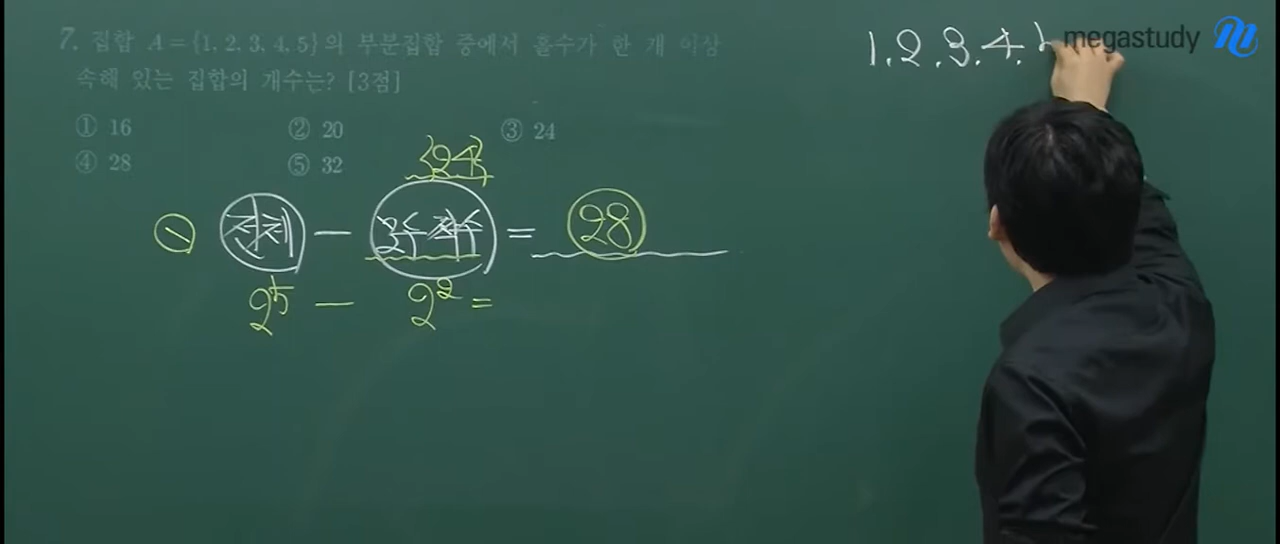 7. 집합 A={1, 2, 3, 4, 5}의 부분집합 중에서 홀수가 한 개 이상
속해 있는 집합의 개수는? [3점]
① 16 ② 20 ③ 24
④ 28 ⑤ 32
{2 4}
전체 − = 28
2⁵ − 2² =
1. 2. 3. 4.
megastudy